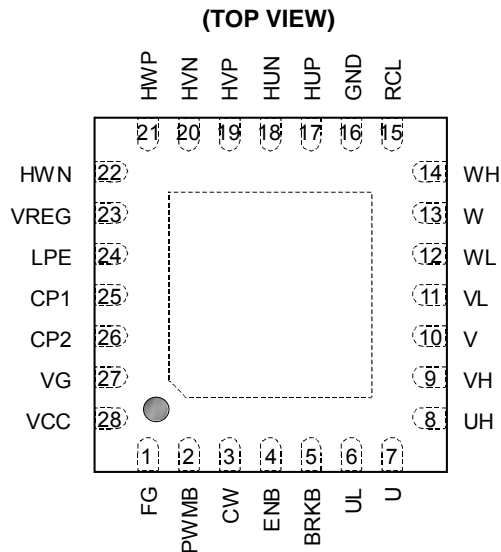 (TOP VIEW)
HWP HVN HVP HUN HUP GND RCL
21 20 19 18 17 16 15
HWN 22 14 WH
VREG 23 13 W
LPE 24 12 WL
CP1 25 11 VL
CP2 26 10 V
VG 27 9 VH
VCC 28 8 UH
1 2 3 4 5 6 7
FG PWMB CW ENB BRKB UL U